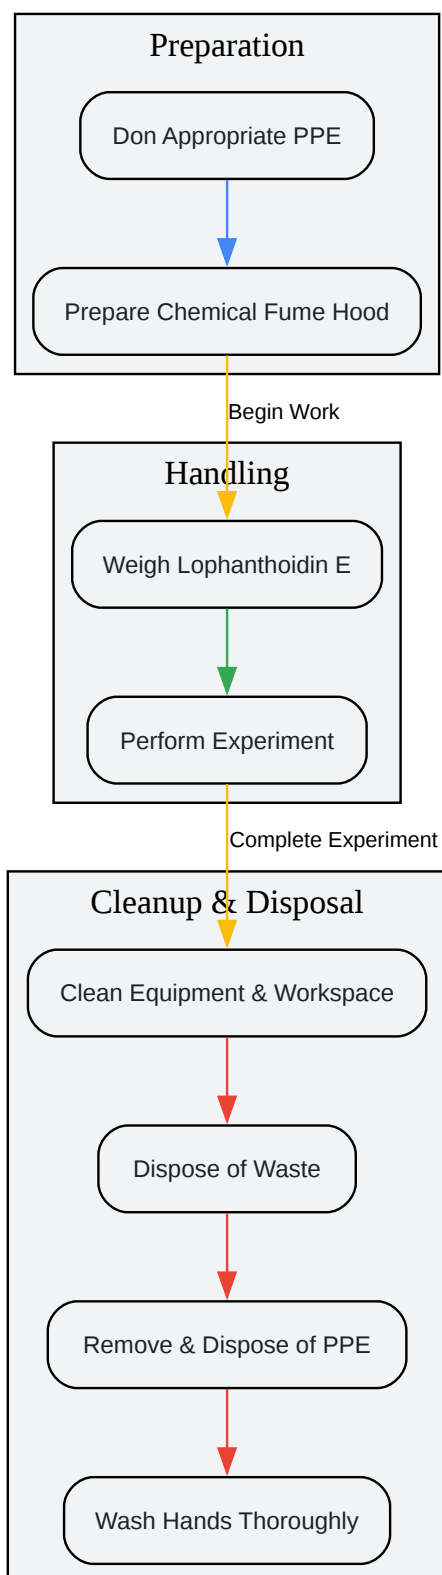 Preparation
Don Appropriate PPE
Prepare Chemical Fume Hood
Begin Work
Handling
Weigh Lophanthoidin E
Perform Experiment
Complete Experiment
Cleanup & Disposal
Clean Equipment & Workspace
Dispose of Waste
Remove & Dispose of PPE
Wash Hands Thoroughly